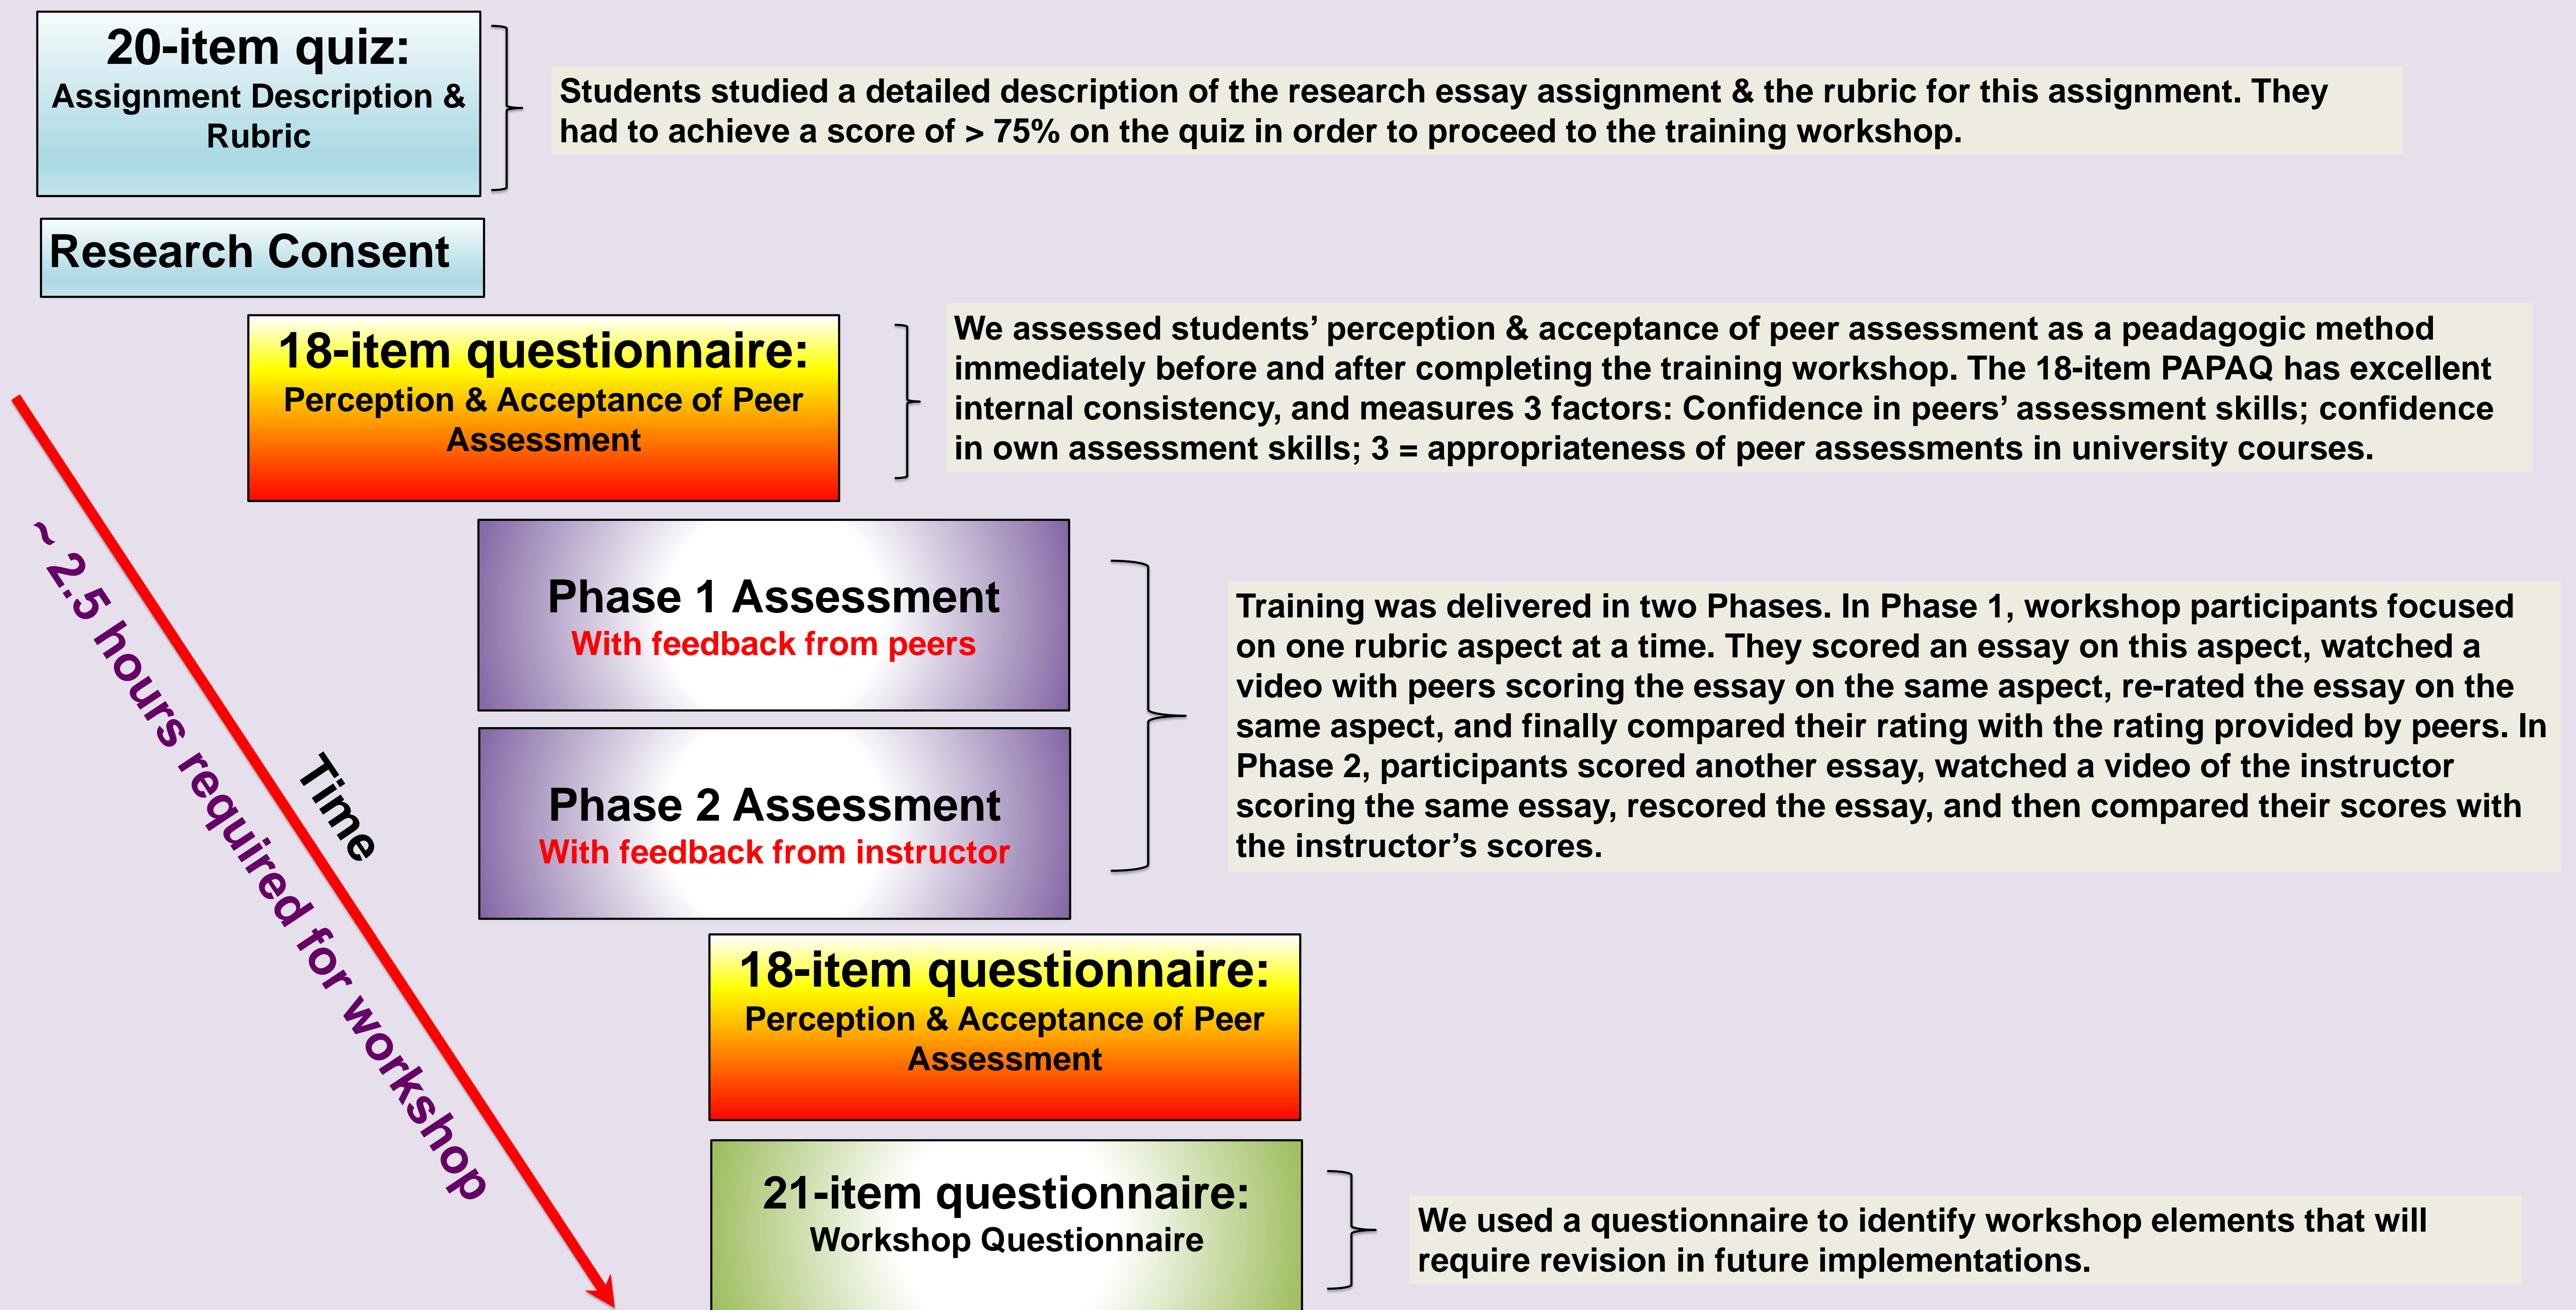 20-item quiz:
Assignment Description &
Rubric
Students studied a detailed description of the research essay assignment & the rubric for this assignment. They
had to achieve a score of > 75% on the quiz in order to proceed to the training workshop.
Research Consent
18-item questionnaire:
Perception & Acceptance of Peer
Assessment
We assessed students’ perception & acceptance of peer assessment as a peadagogic method
immediately before and after completing the training workshop. The 18-item PAPAQ has excellent
internal consistency, and measures 3 factors: Confidence in peers’ assessment skills; confidence
in own assessment skills; 3 = appropriateness of peer assessments in university courses.
~ 2.5 hours required for workshop
Time
Phase 1 Assessment
With feedback from peers
Phase 2 Assessment
With feedback from instructor
Training was delivered in two Phases. In Phase 1, workshop participants focused
on one rubric aspect at a time. They scored an essay on this aspect, watched a
video with peers scoring the essay on the same aspect, re-rated the essay on the
same aspect, and finally compared their rating with the rating provided by peers. In
Phase 2, participants scored another essay, watched a video of the instructor
scoring the same essay, rescored the essay, and then compared their scores with
the instructor’s scores.
18-item questionnaire:
Perception & Acceptance of Peer
Assessment
21-item questionnaire:
Workshop Questionnaire
We used a questionnaire to identify workshop elements that will
require revision in future implementations.